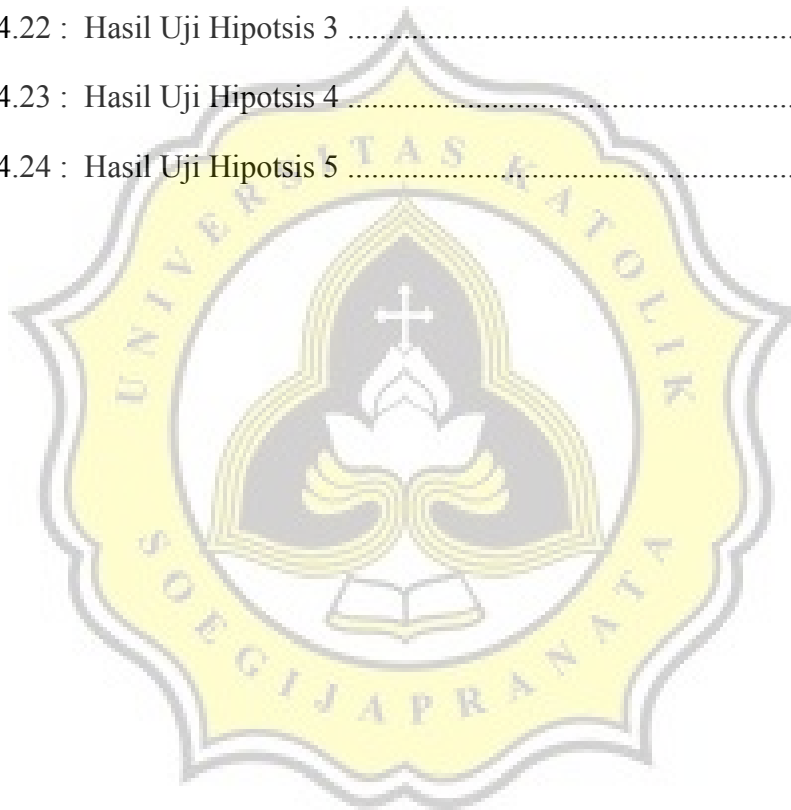 4.22 : Hasil Uji Hipotsis 3 ................................................................
4.23 : Hasil Uji Hipotsis 4 ................................................................
4.24 : Hasil Uji Hipotsis 5 ................................................................
UNIVERSITAS KATOLIK
SOEGIJAPRANATA